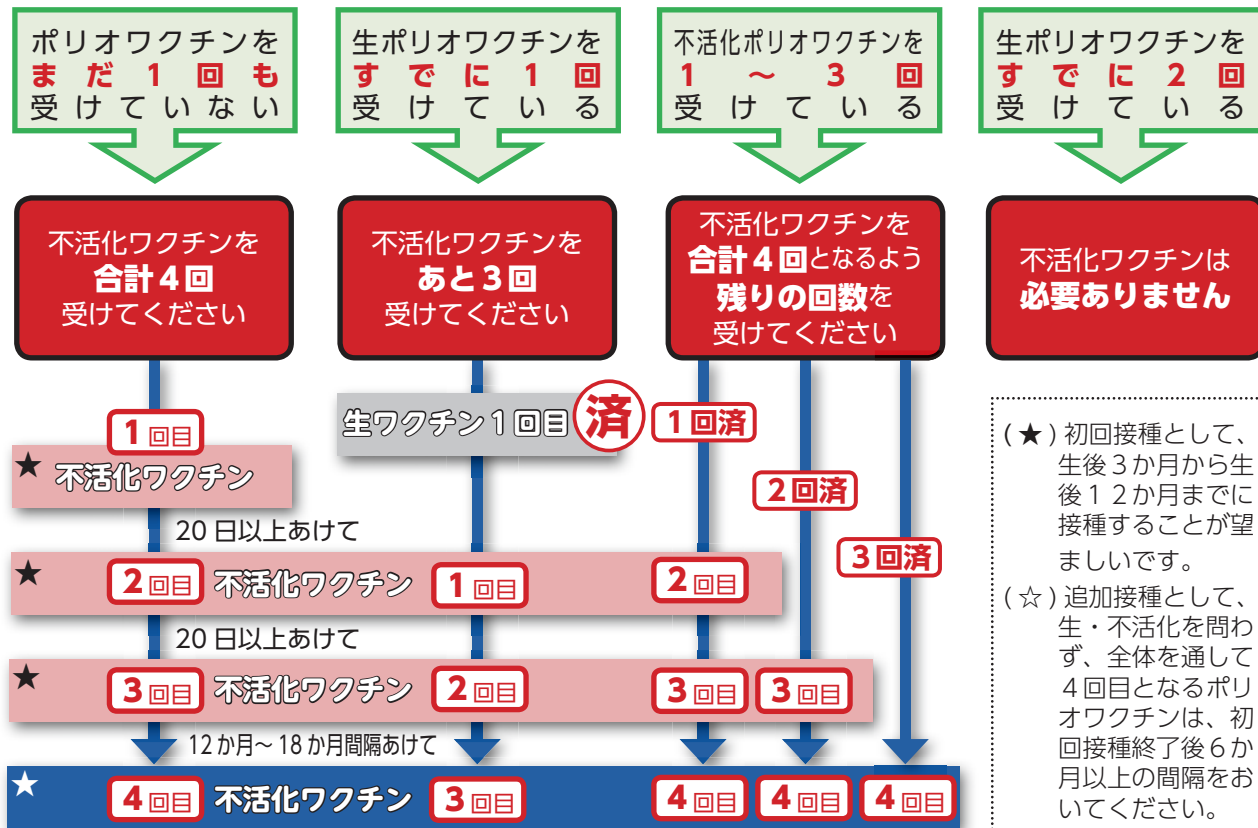 ポリオワクチンを
まだ1回も
受けていない
生ポリオワクチンを
すでに1回
受けている
不活化ポリオワクチンを
1～3回
受けている
生ポリオワクチンを
すでに2回
受けている
不活化ワクチンを
合計4回
受けてください
不活化ワクチンを
あと3回
受けてください
不活化ワクチンを
合計4回となるよう
残りの回数を
受けてください
不活化ワクチンは
必要ありません
1回目
★ 不活化ワクチン
生ワクチン1回目 済
1回済
2回済
3回済
20日以上あけて
★ 2回目 不活化ワクチン 1回目 2回目
20日以上あけて
★ 3回目 不活化ワクチン 2回目 3回目 3回目
12か月～18か月間隔あけて
★ 4回目 不活化ワクチン 3回目 4回目 4回目 4回目
(★)初回接種として、
生後3か月から生
後12か月までに
接種することが望
ましいです。
(☆)追加接種として、
生・不活化を問わ
ず、全体を通して
4回目となるポリ
オワクチンは、初
回接種終了後6か
月以上の間隔をお
いてください。